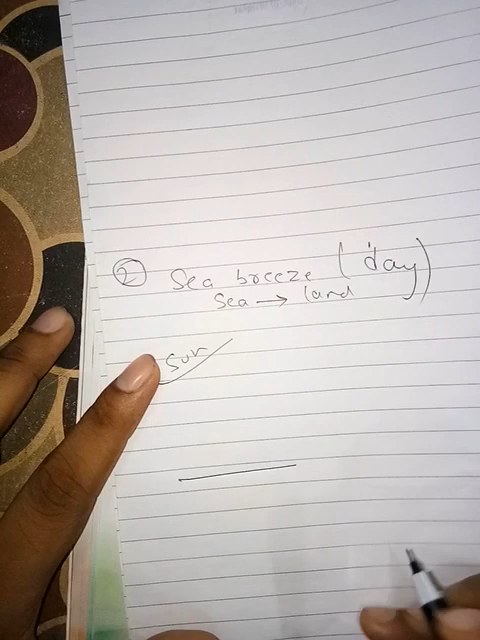 ② Sea breeze (day)
Sea → land
Sun